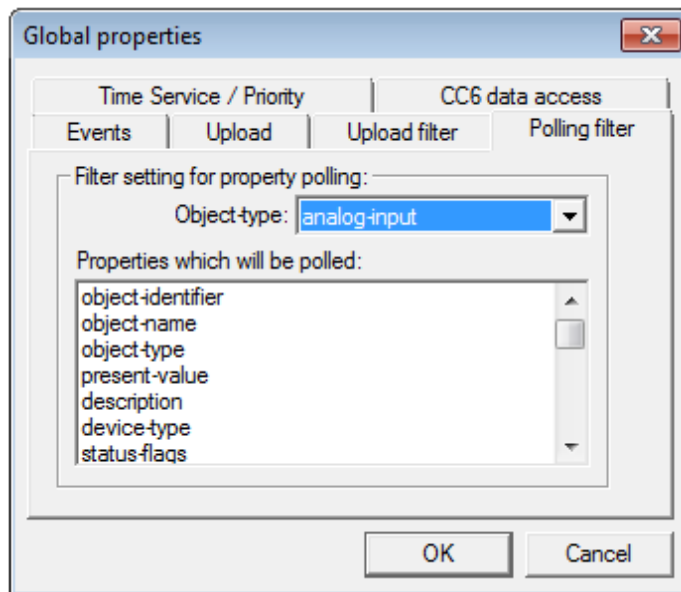 Global properties
Time Service / Priority CC6 data access
Events Upload Upload filter Polling filter
Filter setting for property polling:
Object-type: analog-input
Properties which will be polled:
object-identifier
object-name
object-type
present-value
description
device-type
status-flags
OK Cancel